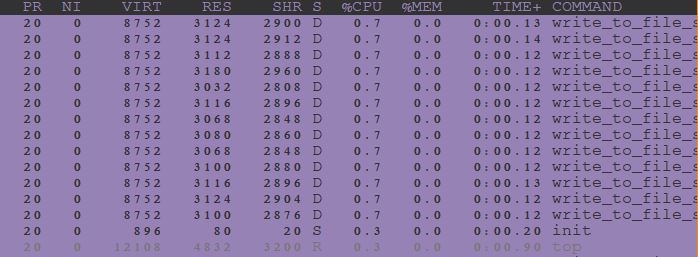 PR NI VIRT RES SHR S %CPU %MEM TIME+ COMMAND
20 0 8752 3124 2900 D 0.7 0.0 0:00.13 write_to_file_s
20 0 8752 3124 2912 D 0.7 0.0 0:00.14 write_to_file_s
20 0 8752 3112 2888 D 0.7 0.0 0:00.12 write_to_file_s
20 0 8752 3180 2960 D 0.7 0.0 0:00.12 write_to_file_s
20 0 8752 3032 2808 D 0.7 0.0 0:00.12 write_to_file_s
20 0 8752 3116 2896 D 0.7 0.0 0:00.12 write_to_file_s
20 0 8752 3068 2848 D 0.7 0.0 0:00.12 write_to_file_s
20 0 8752 3080 2860 D 0.7 0.0 0:00.12 write_to_file_s
20 0 8752 3068 2848 D 0.7 0.0 0:00.12 write_to_file_s
20 0 8752 3100 2880 D 0.7 0.0 0:00.12 write_to_file_s
20 0 8752 3116 2896 D 0.7 0.0 0:00.13 write_to_file_s
20 0 8752 3124 2904 D 0.7 0.0 0:00.12 write_to_file_s
20 0 8752 3100 2876 D 0.7 0.0 0:00.12 write_to_file_s
20 0 896 80 20 S 0.3 0.0 0:00.20 init
20 0 12108 4832 3200 R 0.3 0.0 0:00.90 top